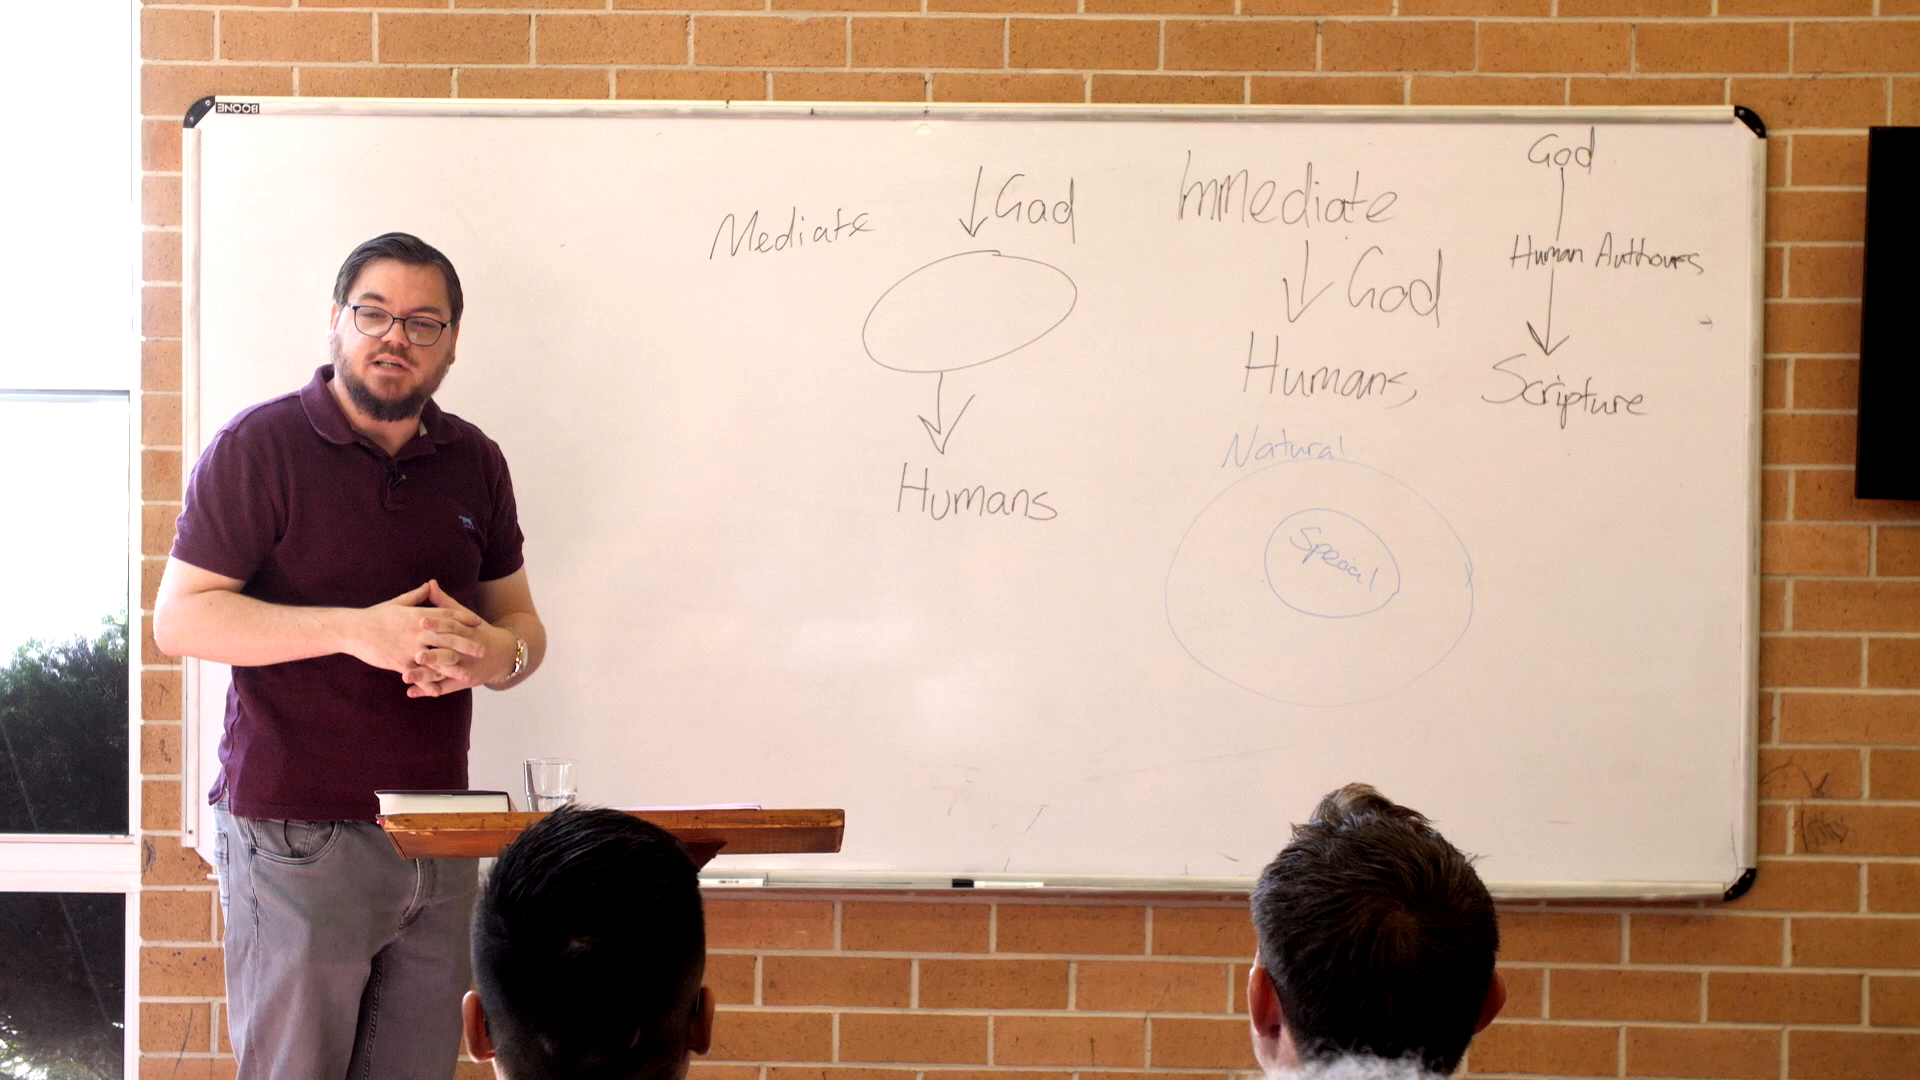 BOONE
Mediate
God
Humans
Immediate
God
Humans,
God
Human Authours
Scripture
Natural
Special